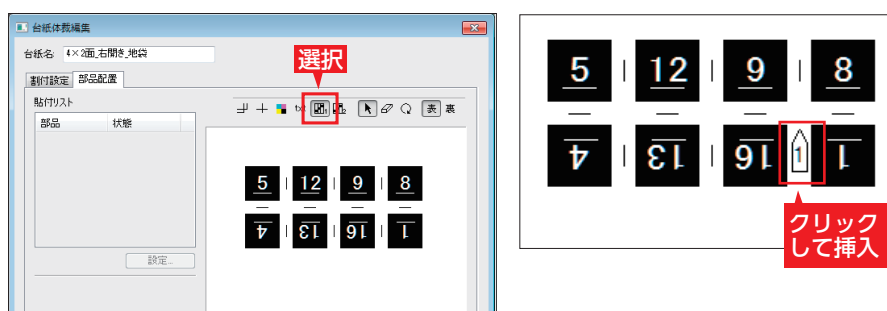 台紙体裁編集
台紙名: 4×2面_右開き_地袋
選択
割付設定 部品配置
貼付リスト
部品 状態
txt
表 裏
5 12 9 8
4 13 16 1
設定...
5 12 9 8
4 13 16 1 1
クリック
して挿入